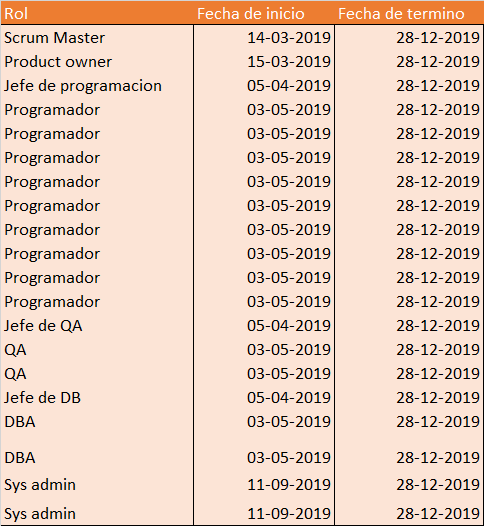 Rol Fecha de inicio Fecha de termino
Scrum Master 14-03-2019 28-12-2019
Product owner 15-03-2019 28-12-2019
Jefe de programacion 05-04-2019 28-12-2019
Programador 03-05-2019 28-12-2019
Programador 03-05-2019 28-12-2019
Programador 03-05-2019 28-12-2019
Programador 03-05-2019 28-12-2019
Programador 03-05-2019 28-12-2019
Programador 03-05-2019 28-12-2019
Programador 03-05-2019 28-12-2019
Programador 03-05-2019 28-12-2019
Programador 03-05-2019 28-12-2019
Jefe de QA 05-04-2019 28-12-2019
QA 03-05-2019 28-12-2019
QA 03-05-2019 28-12-2019
Jefe de DB 05-04-2019 28-12-2019
DBA 03-05-2019 28-12-2019
DBA 03-05-2019 28-12-2019
Sys admin 11-09-2019 28-12-2019
Sys admin 11-09-2019 28-12-2019